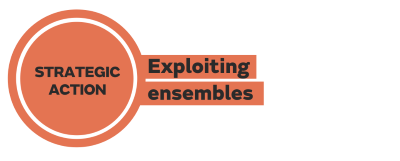 STRATEGIC
ACTION
Exploiting
ensembles